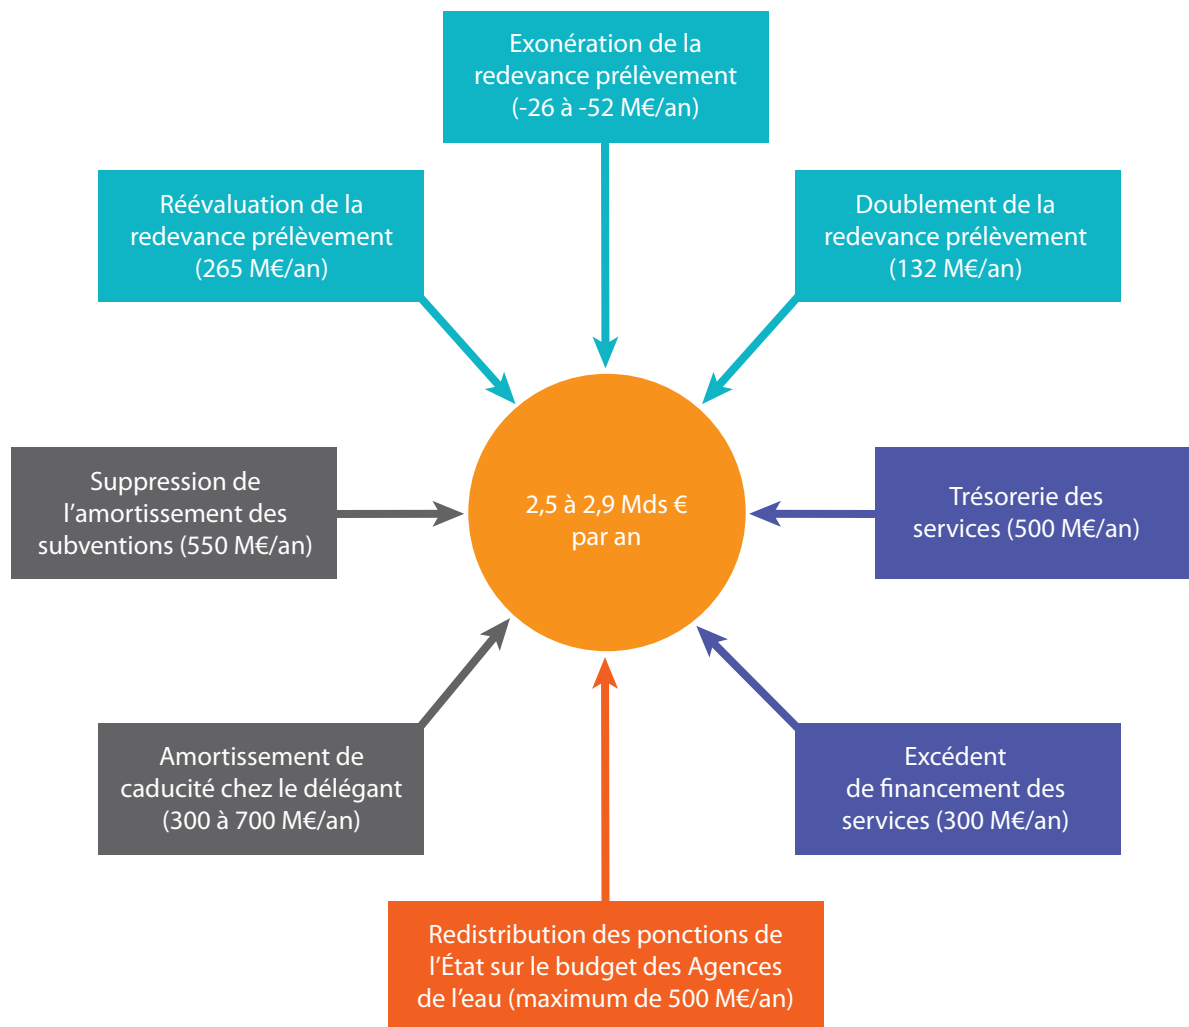 Exonération de la
redevance prélèvement
(-26 à -52 M€/an)
Réévaluation de la
redevance prélèvement
(265 M€/an)
Doublement de la
redevance prélèvement
(132 M€/an)
Suppression de
l'amortissement des
subventions (550 M€/an)
2,5 à 2,9 Mds €
par an
Trésorerie des
services (500 M€/an)
Amortissement de
caducité chez le délégant
(300 à 700 M€/an)
Excédent
de financement des
services (300 M€/an)
Redistribution des ponctions de
l'État sur le budget des Agences
de l'eau (maximum de 500 M€/an)